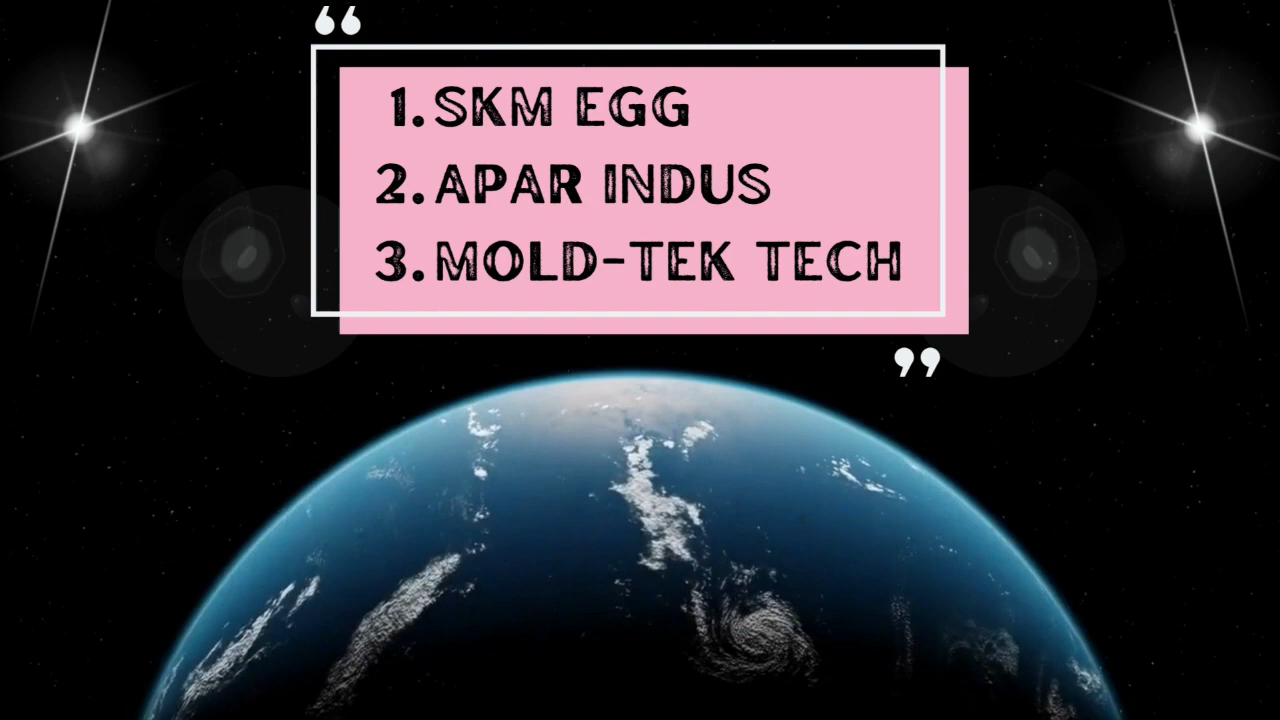 “
1. SKM EGG
2. APAR INDUS
3. MOLD-TEK TECH
”